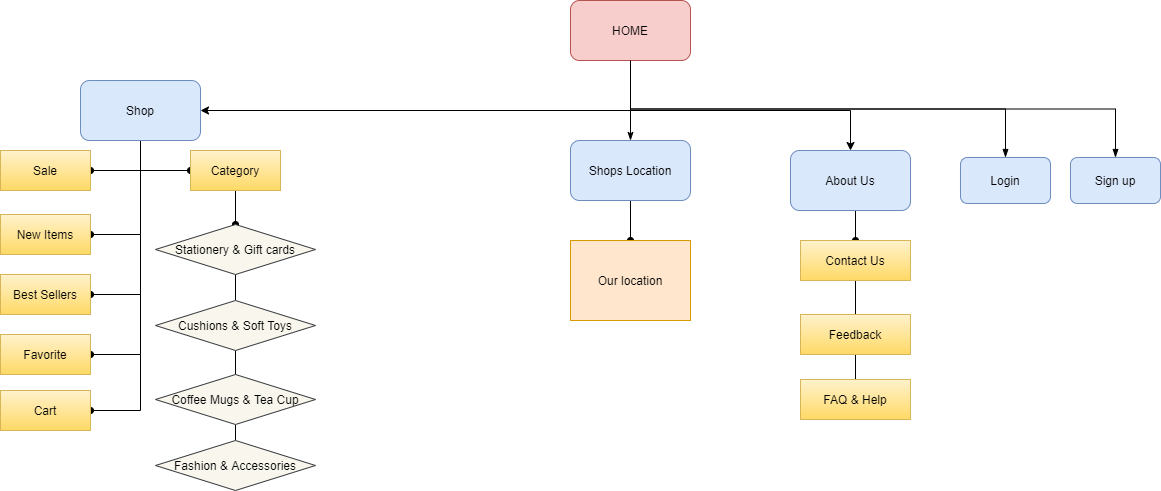 HOME
Shop
Shops Location
About Us
Login
Sign up
Sale
Category
New Items
Stationery & Gift cards
Best Sellers
Cushions & Soft Toys
Favorite
Coffee Mugs & Tea Cup
Cart
Fashion & Accessories
Our location
Contact Us
Feedback
FAQ & Help